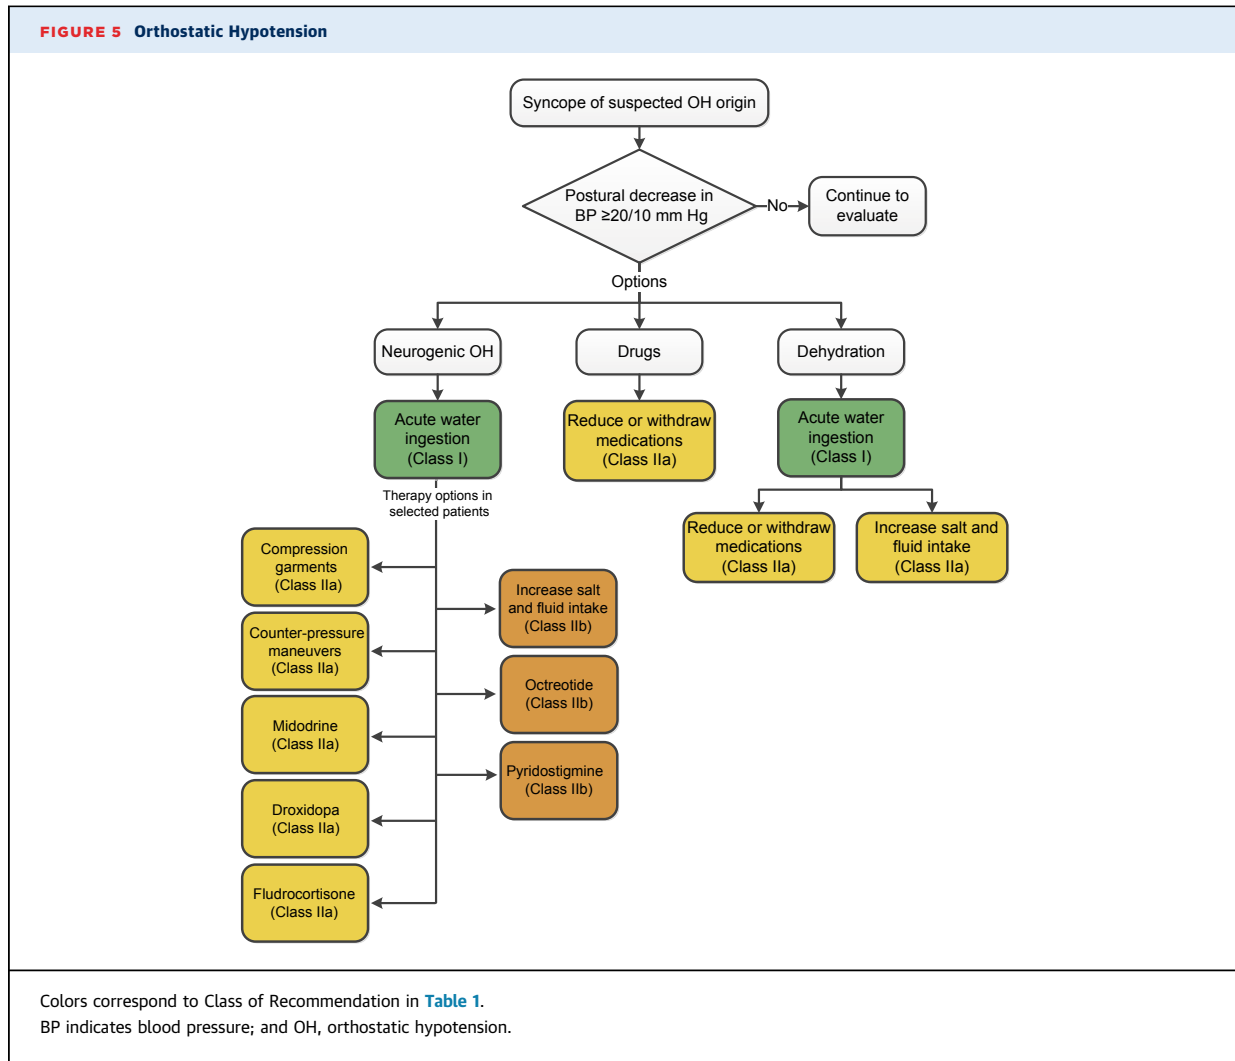 FIGURE 5 Orthostatic Hypotension
Syncope of suspected OH origin
Postural decrease in
BP ≥20/10 mm Hg
No
Continue to
evaluate
Options
Neurogenic OH
Drugs
Dehydration
Acute water
ingestion
(Class I)
Reduce or withdraw
medications
(Class IIa)
Acute water
ingestion
(Class I)
Therapy options in
selected patients
Reduce or withdraw
medications
(Class IIa)
Increase salt and
fluid intake
(Class IIa)
Compression
garments
(Class IIa)
Increase salt
and fluid intake
(Class IIb)
Counter-pressure
maneuvers
(Class IIa)
Octreotide
(Class IIb)
Midodrine
(Class IIa)
Pyridostigmine
(Class IIb)
Droxidopa
(Class IIa)
Fludrocortisone
(Class IIa)
Colors correspond to Class of Recommendation in Table 1.
BP indicates blood pressure; and OH, orthostatic hypotension.